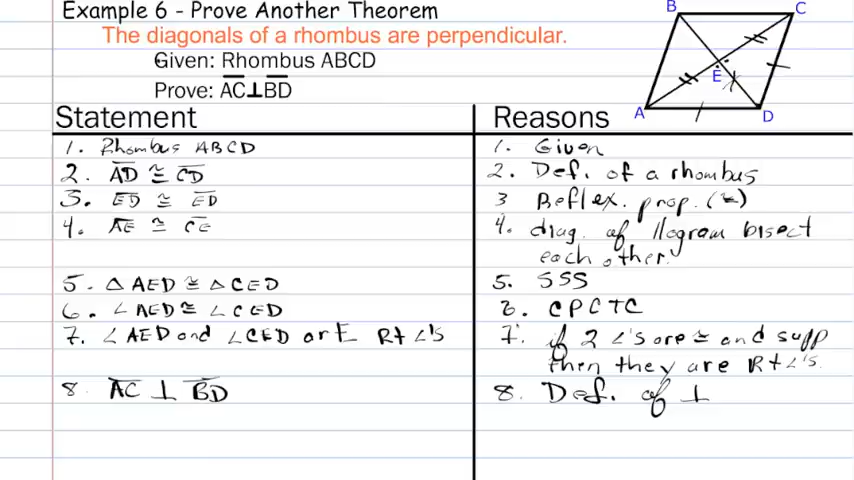 Example 6 - Prove Another Theorem
The diagonals of a rhombus are perpendicular.
Given: Rhombus ABCD
Prove: AC⊥BD
B
C
E
A
D
Statement
Reasons
1. Rhombus ABCD
1. Given
2. AD ≅ CD
2. Def. of a rhombus
3. ED ≅ ED
3 Reflex. prop. (≅)
4. AE ≅ CE
4. diag. of llogram bisect
each other.
5. △ AED ≅ △ CED
5. SSS
6. ∠ AED ≅ ∠ CED
6. CPCTC
7. ∠ AED and ∠ CED are Rt ∠'s
7. if 2 ∠'s are ≅ and supp
then they are Rt ∠'s.
8. AC ⊥ BD
8. Def. of ⊥